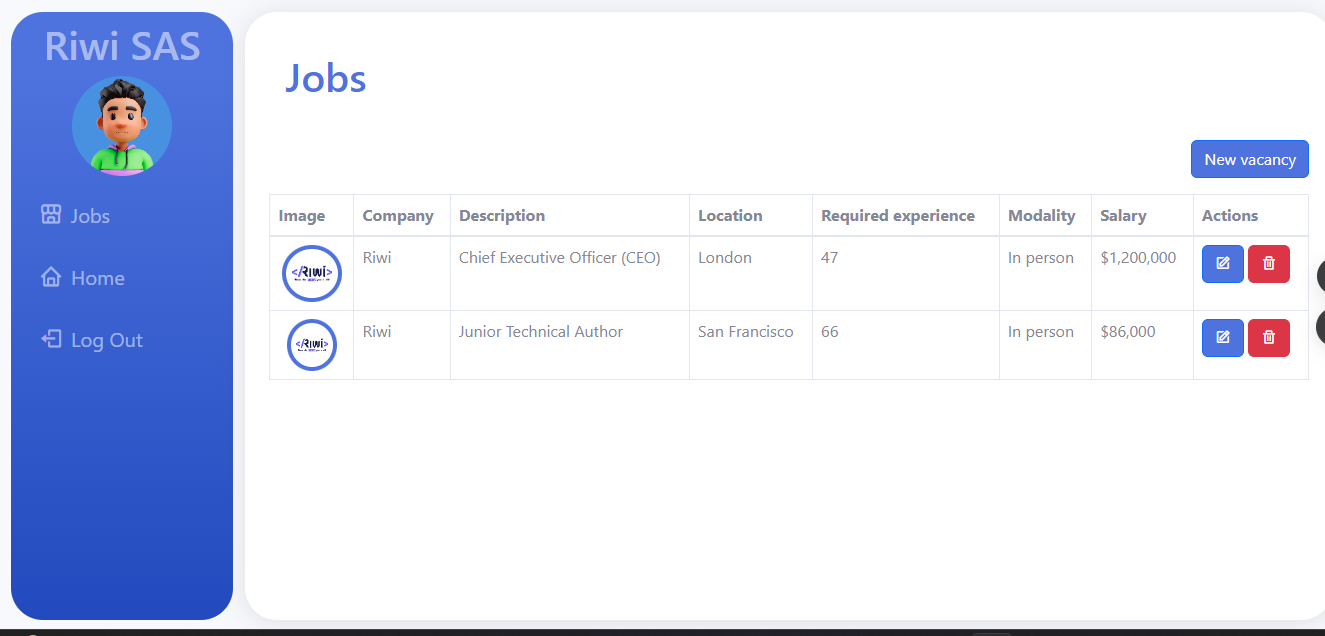 Riwi SAS
Jobs
Home
Log Out
Jobs
New vacancy
Image Company Description Location Required experience Modality Salary Actions
</RIWI> Riwi Chief Executive Officer (CEO) London 47 In person $1,200,000
</RIWI> Riwi Junior Technical Author San Francisco 66 In person $86,000